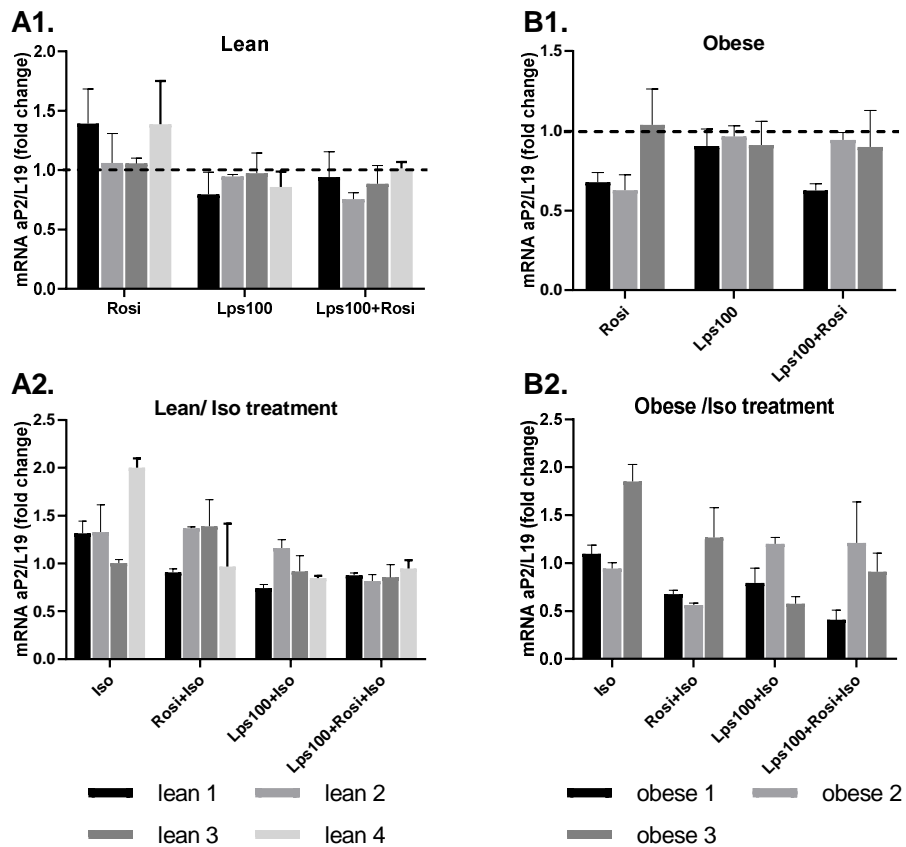 A1.
Lean
mRNA aP2/L19 (fold change)
2.0
1.5
1.0
0.5
0.0
Rosi
Lps100
Lps100+Rosi
B1.
Obese
mRNA aP2/L19 (fold change)
1.5
1.0
0.5
0.0
Rosi
Lps100
Lps100+Rosi
A2.
Lean/ Iso treatment
mRNA aP2/L19 (fold change)
2.5
2.0
1.5
1.0
0.5
0.0
Iso
Rosi+Iso
Lps100+Iso
Lps100+Rosi+Iso
B2.
Obese /Iso treatment
mRNA aP2/L19 (fold change)
2.5
2.0
1.5
1.0
0.5
0.0
Iso
Rosi+Iso
Lps100+Iso
Lps100+Rosi+Iso
lean 1
lean 2
lean 3
lean 4
obese 1
obese 2
obese 3